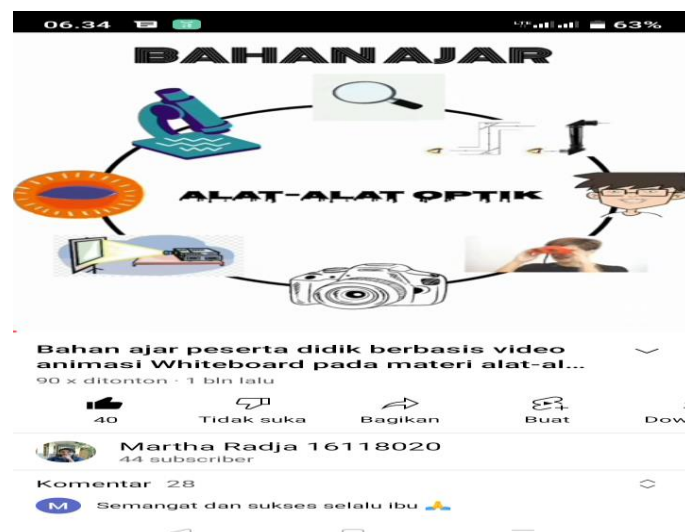 06.34 63%
BAHAN AJAR
ALAT-ALAT OPTIK
Bahan ajar peserta didik berbasis video
animasi Whiteboard pada materi alat-al...
90 x ditonton · 1 bln lalu
40 Tidak suka Bagikan Buat Dow
Martha Radja 16118020
44 subscriber
Komentar 28
M Semangat dan sukses selalu ibu 🙏